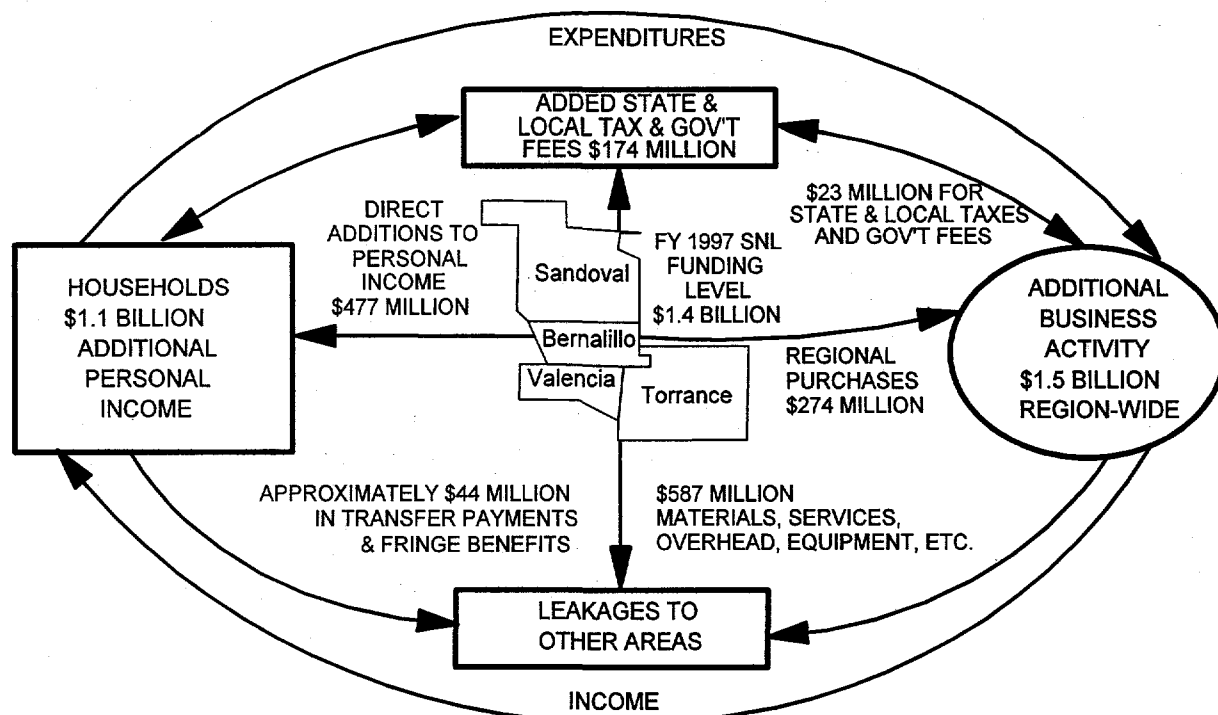 EXPENDITURES
ADDED STATE &
LOCAL TAX & GOV'T
FEES $174 MILLION
$23 MILLION FOR
STATE & LOCAL TAXES
AND GOV'T FEES
DIRECT
ADDITIONS TO
PERSONAL
INCOME
$477 MILLION
Sandoval
Bernalillo
Valencia
Torrance
FY 1997 SNL
FUNDING
LEVEL
$1.4 BILLION
HOUSEHOLDS
$1.1 BILLION
ADDITIONAL
PERSONAL
INCOME
REGIONAL
PURCHASES
$274 MILLION
ADDITIONAL
BUSINESS
ACTIVITY
$1.5 BILLION
REGION-WIDE
APPROXIMATELY $44 MILLION
IN TRANSFER PAYMENTS
& FRINGE BENEFITS
$587 MILLION
MATERIALS, SERVICES,
OVERHEAD, EQUIPMENT, ETC.
LEAKAGES TO
OTHER AREAS
INCOME